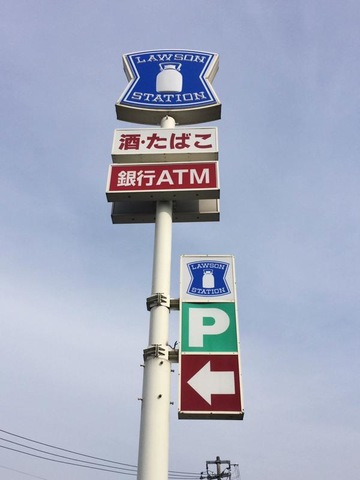 LAWSON
STATION
酒・たばこ
銀行ATM
LAWSON
STATION
P